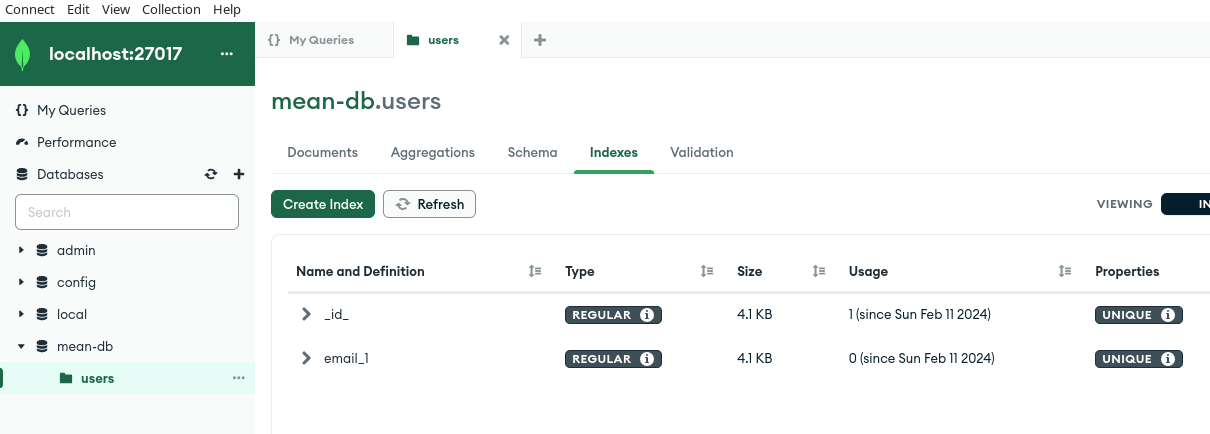 Connect Edit View Collection Help
localhost:27017 ...
{} My Queries
users
My Queries
Performance
Databases
Search
admin
config
local
mean-db
users ...
mean-db.users
Documents Aggregations Schema Indexes Validation
Create Index Refresh VIEWING
Name and Definition Type Size Usage Properties
_id_ REGULAR 4.1 KB 1 (since Sun Feb 11 2024) UNIQUE
email_1 REGULAR 4.1 KB 0 (since Sun Feb 11 2024) UNIQUE